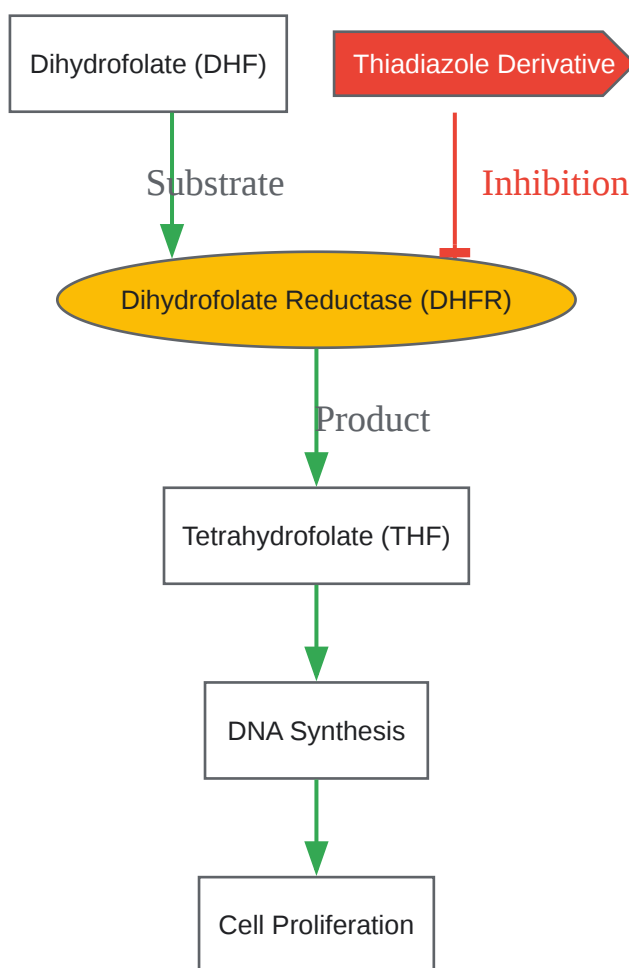 Dihydrofolate (DHF)
Thiadiazole Derivative
Substrate
Inhibition
Dihydrofolate Reductase (DHFR)
Product
Tetrahydrofolate (THF)
DNA Synthesis
Cell Proliferation